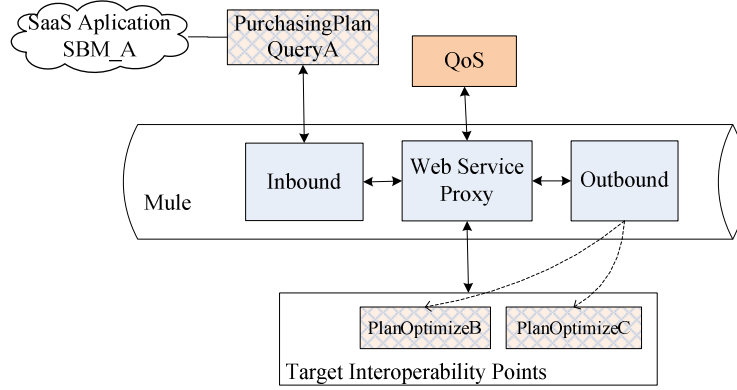 SaaS Aplication
SBM_A
PurchasingPlan
QueryA
QoS
Inbound
Web Service
Proxy
Outbound
Mule
PlanOptimizeB
PlanOptimizeC
Target Interoperability Points